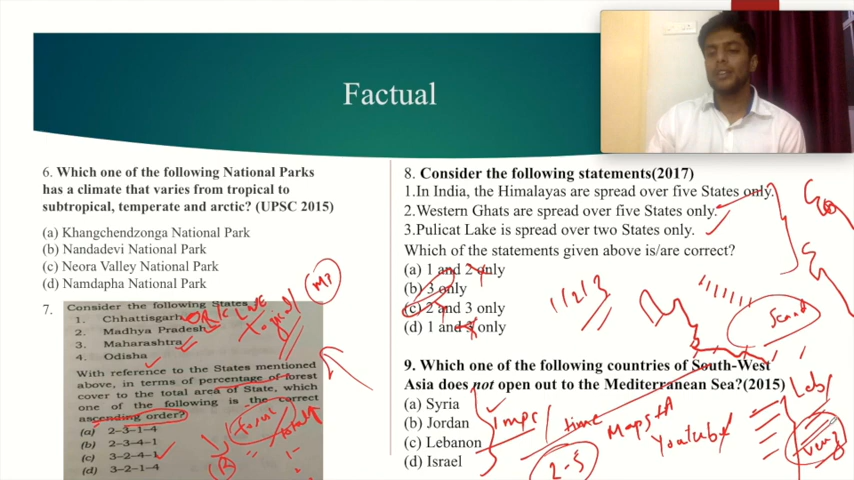 Factual
6. Which one of the following National Parks
has a climate that varies from tropical to
subtropical, temperate and arctic? (UPSC 2015)
(a) Khangchendzonga National Park
(b) Nandadevi National Park
(c) Neora Valley National Park
(d) Namdapha National Park
7.
Consider the following States
1. Chhattisgarh
2. Madhya Pradesh
3. Maharashtra
4. Odisha
With reference to the States mentioned
above, in terms of percentage of forest
cover to the total area of State, which
one of the following is the correct
ascending order?
(a) 2-3-1-4
(b) 2-3-4-1
(c) 3-2-4-1
(d) 3-2-1-4
8. Consider the following statements(2017)
1.In India, the Himalayas are spread over five States only.
2.Western Ghats are spread over five States only.
3.Pulicat Lake is spread over two States only.
Which of the statements given above is/are correct?
(a) 1 and 2 only
(b) 3 only
(c) 2 and 3 only
(d) 1 and 3 only
1/2/3
9. Which one of the following countries of South-West
Asia does not open out to the Mediterranean Sea?(2015)
(a) Syria
(b) Jordan
(c) Lebanon
(d) Israel
time
Maps
Youtube
2-5